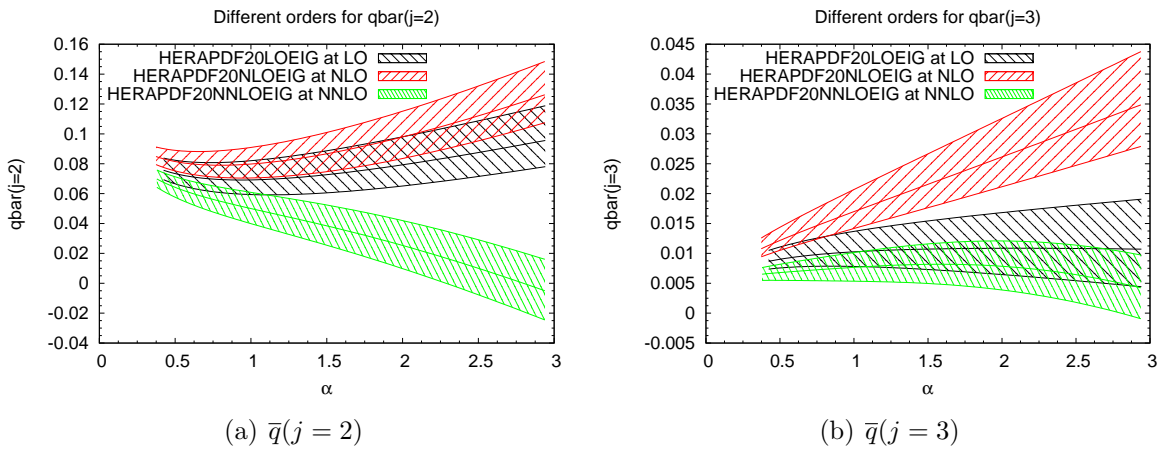 Different orders for qbar(j=2)
0.16
0.14
0.12
0.1
0.08
0.06
0.04
0.02
0
-0.02
-0.04
qbar(j=2)
HERAPDF20LOEIG at LO
HERAPDF20NLOEIG at NLO
HERAPDF20NNLOEIG at NNLO
0 0.5 1 1.5 2 2.5 3
α
(a) q̅(j = 2)
Different orders for qbar(j=3)
0.045
0.04
0.035
0.03
0.025
0.02
0.015
0.01
0.005
0
-0.005
qbar(j=3)
HERAPDF20LOEIG at LO
HERAPDF20NLOEIG at NLO
HERAPDF20NNLOEIG at NNLO
0 0.5 1 1.5 2 2.5 3
α
(b) q̅(j = 3)